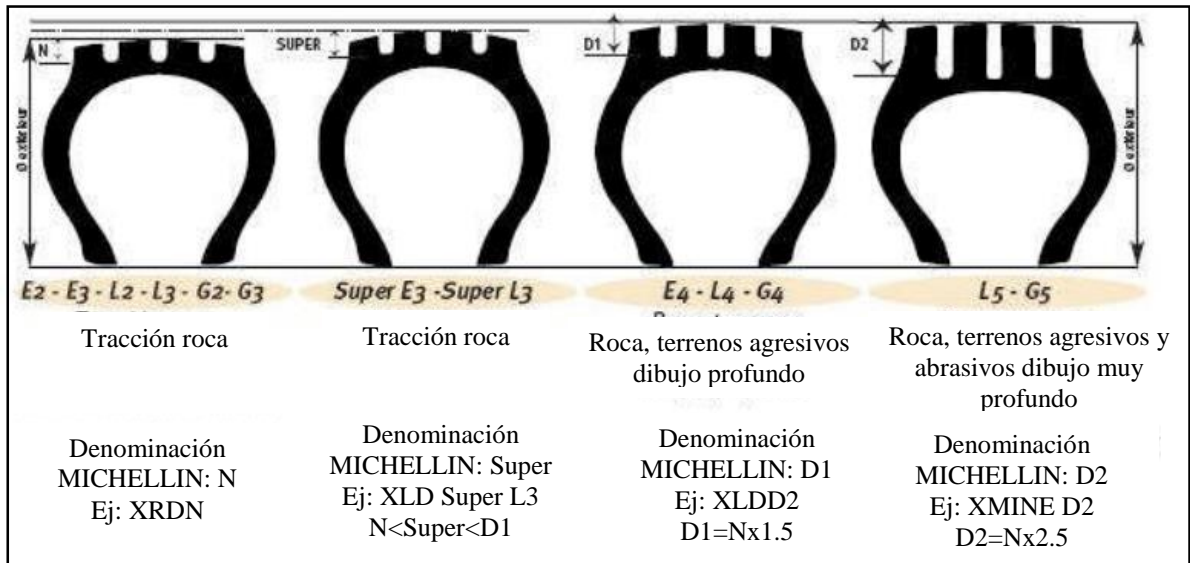 N
SUPER
D1
D2
Ø extérieur
Ø extérieur
E2 - E3 - L2 - L3 - G2- G3
Super E3 -Super L3
E4 - L4 - G4
L5 - G5
Tracción roca
Tracción roca
Roca, terrenos agresivos
dibujo profundo
Roca, terrenos agresivos y
abrasivos dibujo muy
profundo
Denominación
MICHELLIN: N
Ej: XRDN
Denominación
MICHELLIN: Super
Ej: XLD Super L3
N<Super<D1
Denominación
MICHELLIN: D1
Ej: XLDD2
D1=Nx1.5
Denominación
MICHELLIN: D2
Ej: XMINE D2
D2=Nx2.5